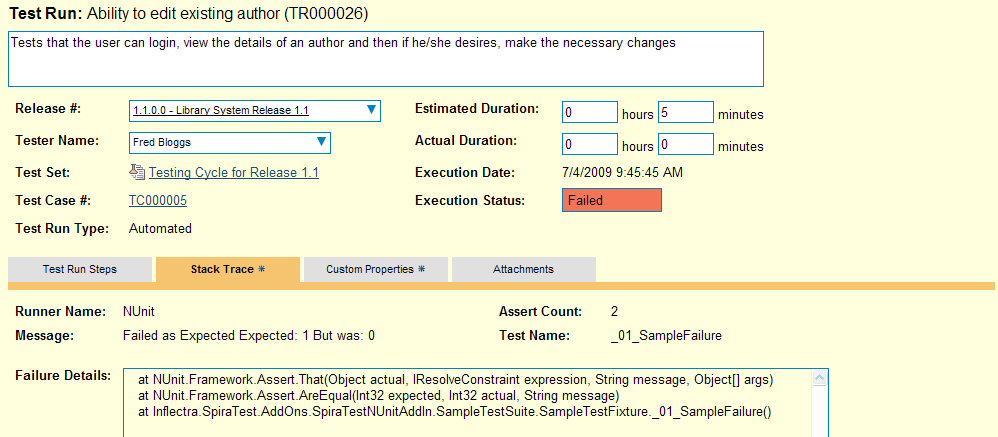 Test Run: Ability to edit existing author (TR000026)
Tests that the user can login, view the details of an author and then if he/she desires, make the necessary changes
Release #: 1.1.0.0 - Library System Release 1.1 Estimated Duration: 0 hours 5 minutes
Tester Name: Fred Bloggs Actual Duration: 0 hours 0 minutes
Test Set: Testing Cycle for Release 1.1 Execution Date: 7/4/2009 9:45:45 AM
Test Case #: TC000005 Execution Status: Failed
Test Run Type: Automated
Test Run Steps Stack Trace * Custom Properties * Attachments
Runner Name: NUnit Assert Count: 2
Message: Failed as Expected Expected: 1 But was: 0 Test Name: _01_SampleFailure
Failure Details: at NUnit.Framework.Assert.That(Object actual, IResolveConstraint expression, String message, Object[] args)
at NUnit.Framework.Assert.AreEqual(Int32 expected, Int32 actual, String message)
at Inflectra.SpiraTest.AddOns.SpiraTestNUnitAddIn.SampleTestSuite.SampleTestFixture._01_SampleFailure()